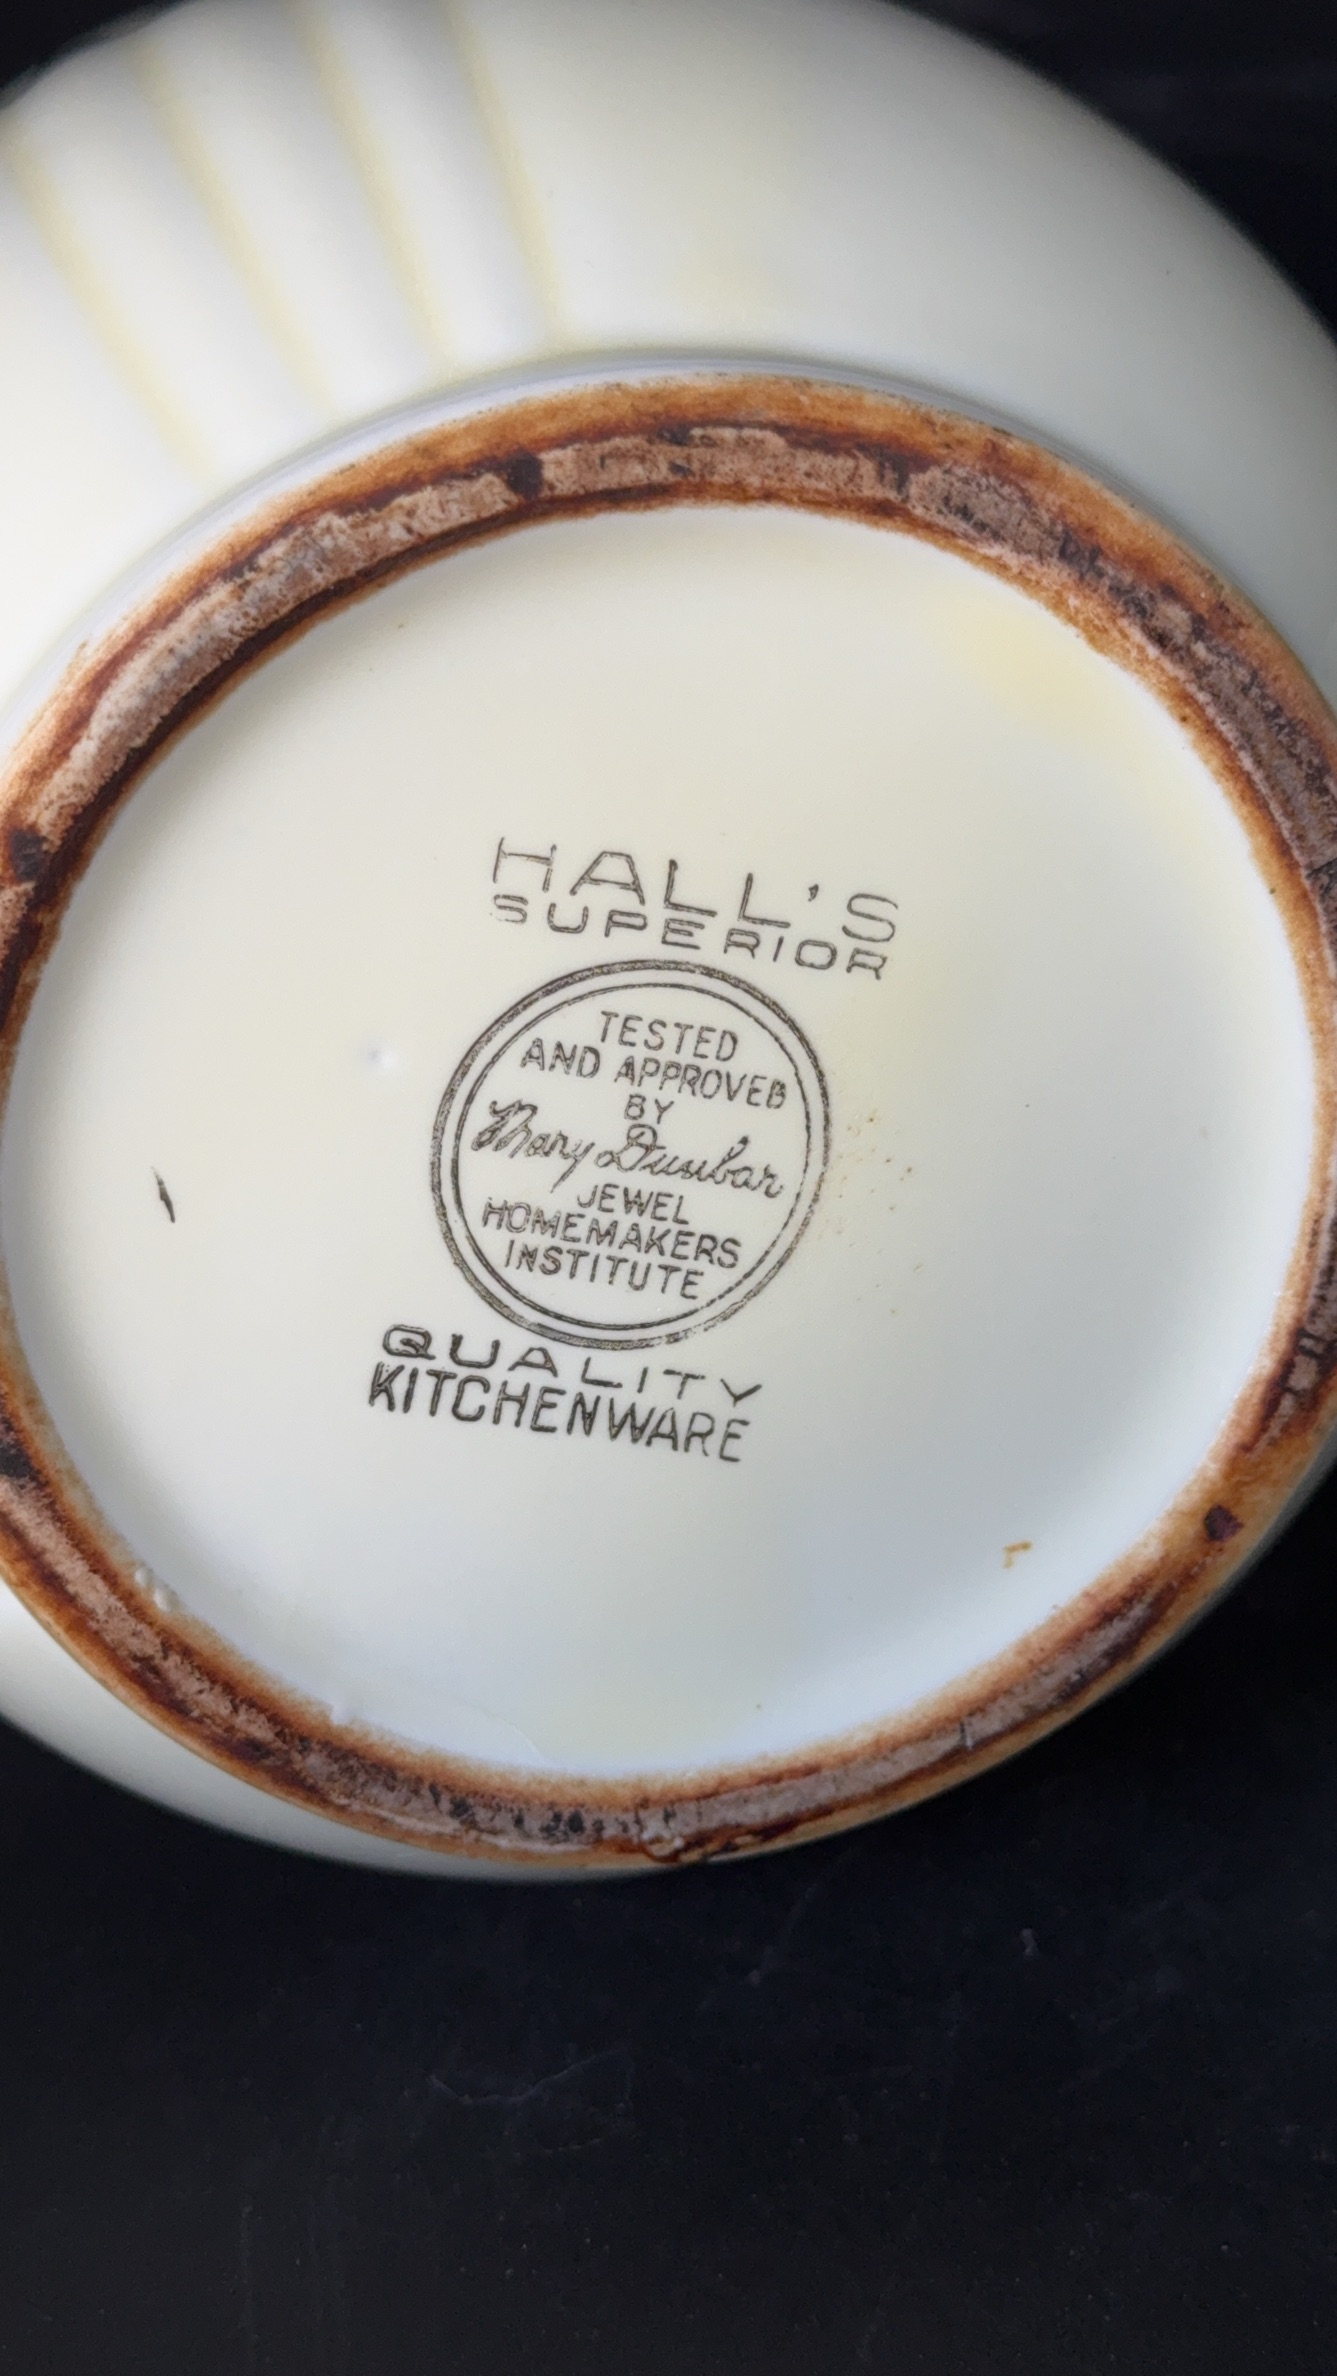 HALL'S
SUPERIOR
TESTED
AND APPROVED
BY
Mary Dunbar
JEWEL
HOMEMAKERS
INSTITUTE
QUALITY
KITCHENWARE